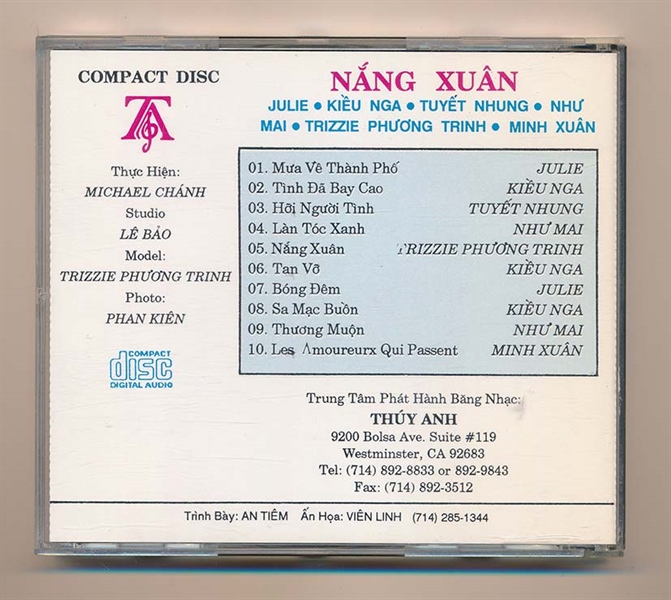 COMPACT DISC
TA
Thực Hiện:
MICHAEL CHÁNH
Studio
LÊ BẢO
Model:
TRIZZIE PHƯƠNG TRINH
Photo:
PHAN KIÊN
COMPACT
disc
DIGITAL AUDIO
NẮNG XUÂN
JULIE ● KIỀU NGA ● TUYẾT NHUNG ● NHƯ
MAI ● TRIZZIE PHƯƠNG TRINH ● MINH XUÂN
01. Mưa Về Thành Phố JULIE
02. Tình Đã Bay Cao KIỀU NGA
03. Hỡi Người Tình TUYẾT NHUNG
04. Làn Tóc Xanh NHƯ MAI
05. Nắng Xuân TRIZZIE PHƯƠNG TRINH
06. Tan Vỡ KIỀU NGA
07. Bóng Đêm JULIE
08. Sa Mạc Buồn KIỀU NGA
09. Thương Muộn NHƯ MAI
10. Les Amoureurx Qui Passent MINH XUÂN
Trung Tâm Phát Hành Băng Nhạc:
THÚY ANH
9200 Bolsa Ave. Suite #119
Westminster, CA 92683
Tel: (714) 892-8833 or 892-9843
Fax: (714) 892-3512
Trình Bày: AN TIÊM Ấn Họa: VIÊN LINH (714) 285-1344